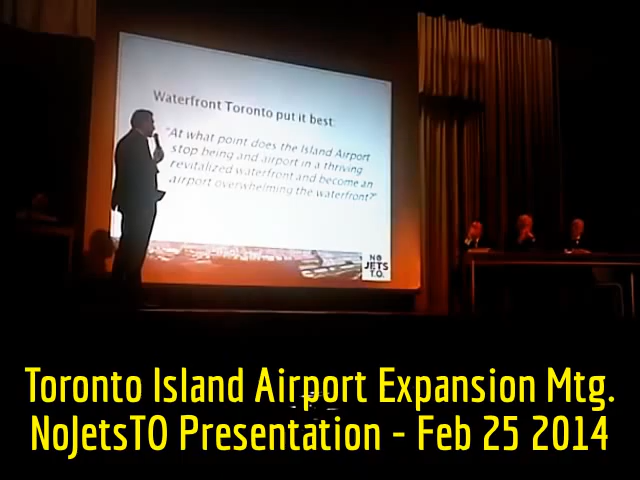 Waterfront Toronto put it best:
"At what point does the Island Airport
stop being and airport in a thriving
revitalized waterfront and become an
airport overwhelming the waterfront?"
NO
JETS
T.O.
Toronto Island Airport Expansion Mtg.
NoJetsTO Presentation - Feb 25 2014